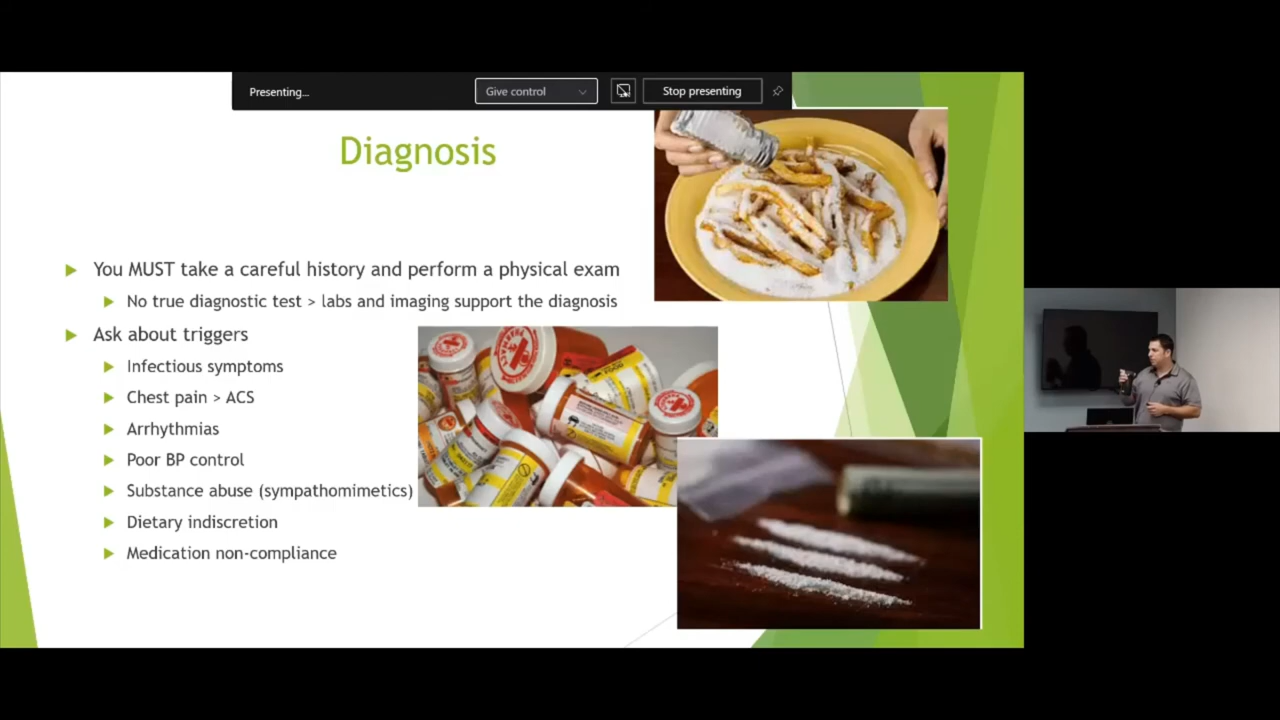 Presenting...
Give control
Stop presenting
Diagnosis
You MUST take a careful history and perform a physical exam
No true diagnostic test > labs and imaging support the diagnosis
Ask about triggers
Infectious symptoms
Chest pain > ACS
Arrhythmias
Poor BP control
Substance abuse (sympathomimetics)
Dietary indiscretion
Medication non-compliance